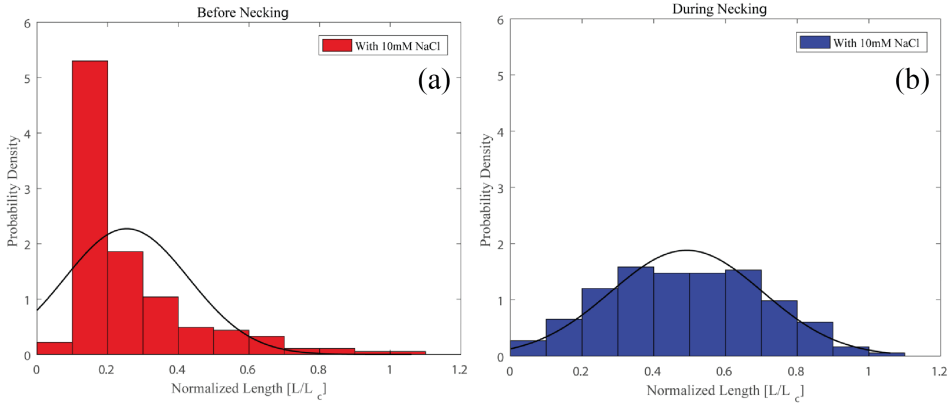 Before Necking
6
5
4
3
2
1
0
Probability Density
With 10mM NaCl
(a)
0 0.2 0.4 0.6 0.8 1 1.2
Normalized Length [L/L c]
During Necking
6
5
4
3
2
1
0
Probability Density
With 10mM NaCl
(b)
0 0.2 0.4 0.6 0.8 1 1.2
Normalized Length [L/L c]